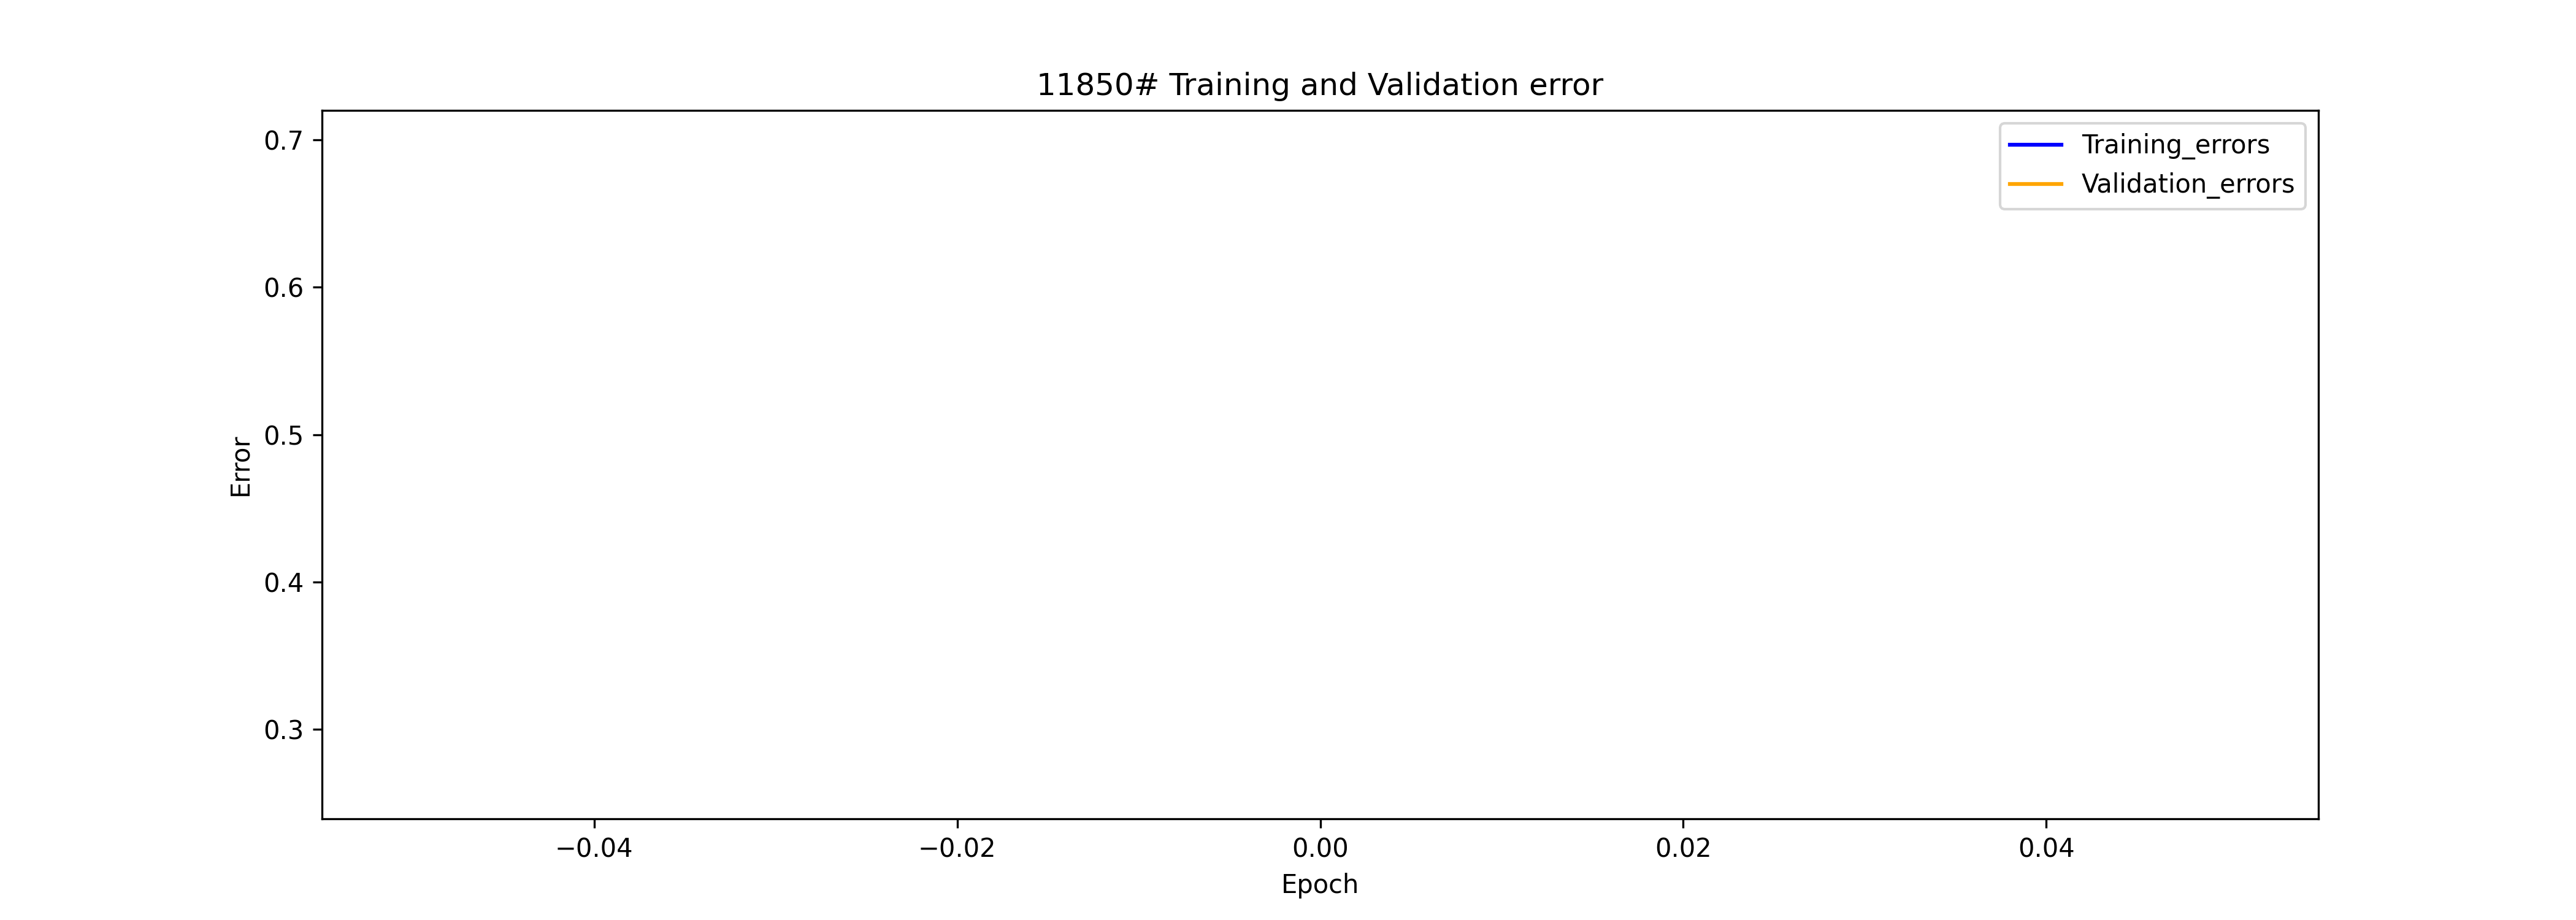 11850# Training and Validation error
Training_errors
Validation_errors
0.7
0.6
0.5
0.4
0.3
Error
−0.04
−0.02
0.00
0.02
0.04
Epoch